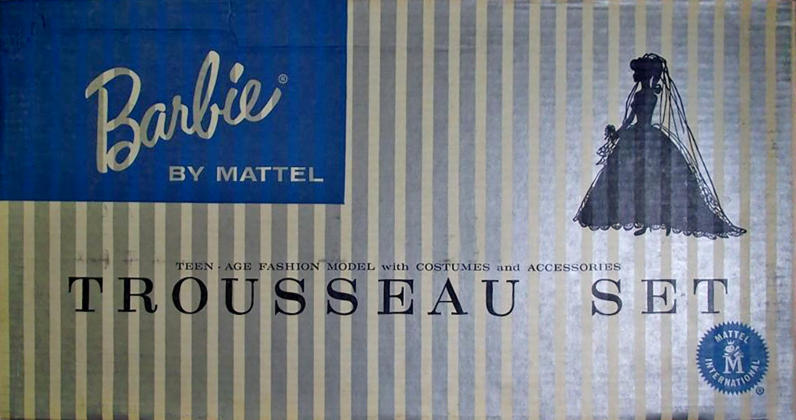 Barbie®
BY MATTEL
TEEN-AGE FASHION MODEL with COSTUMES and ACCESSORIES
TROUSSEAU SET
MATTEL
M
INTERNATIONAL
®